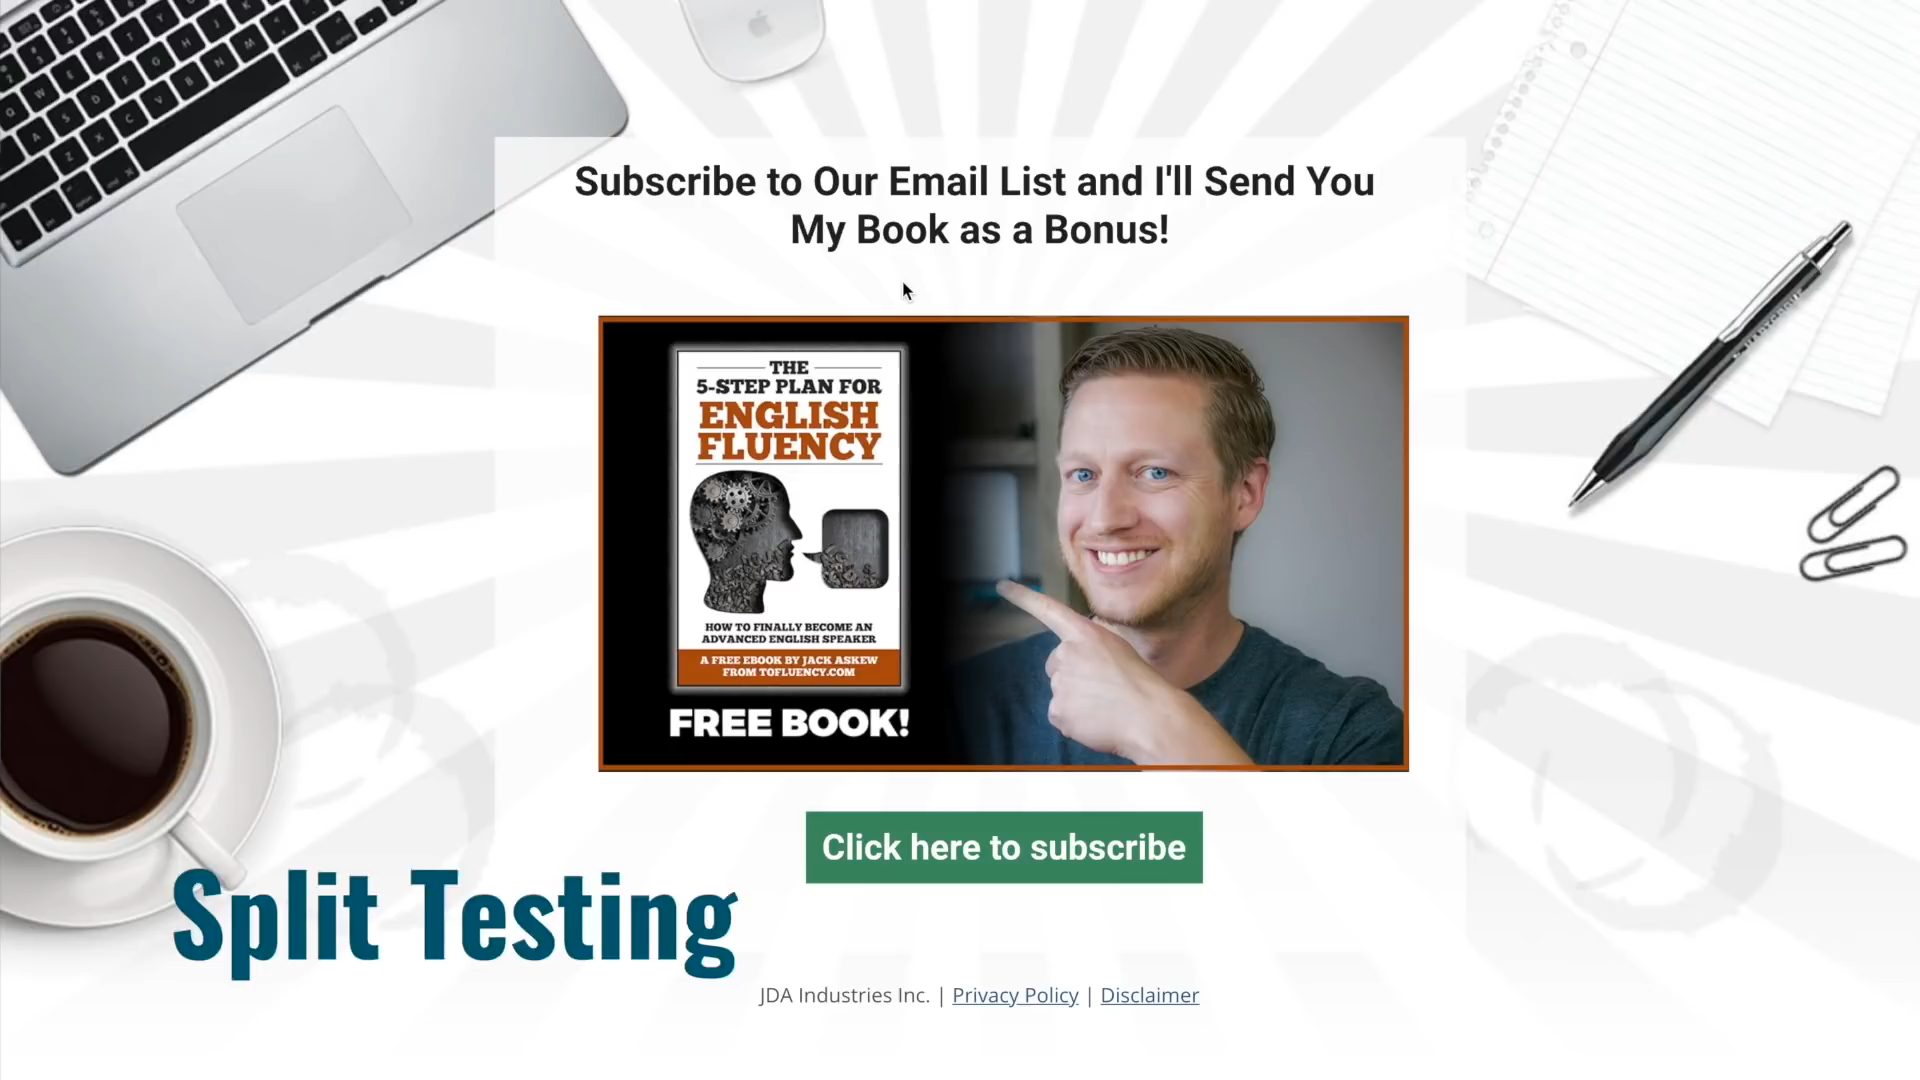 Subscribe to Our Email List and I'll Send You
My Book as a Bonus!
THE
5-STEP PLAN FOR
ENGLISH
FLUENCY
HOW TO FINALLY BECOME AN
ADVANCED ENGLISH SPEAKER
A FREE EBOOK BY JACK ASKEW
FROM TOFLUENCY.COM
FREE BOOK!
Click here to subscribe
Split Testing
JDA Industries Inc. | Privacy Policy | Disclaimer